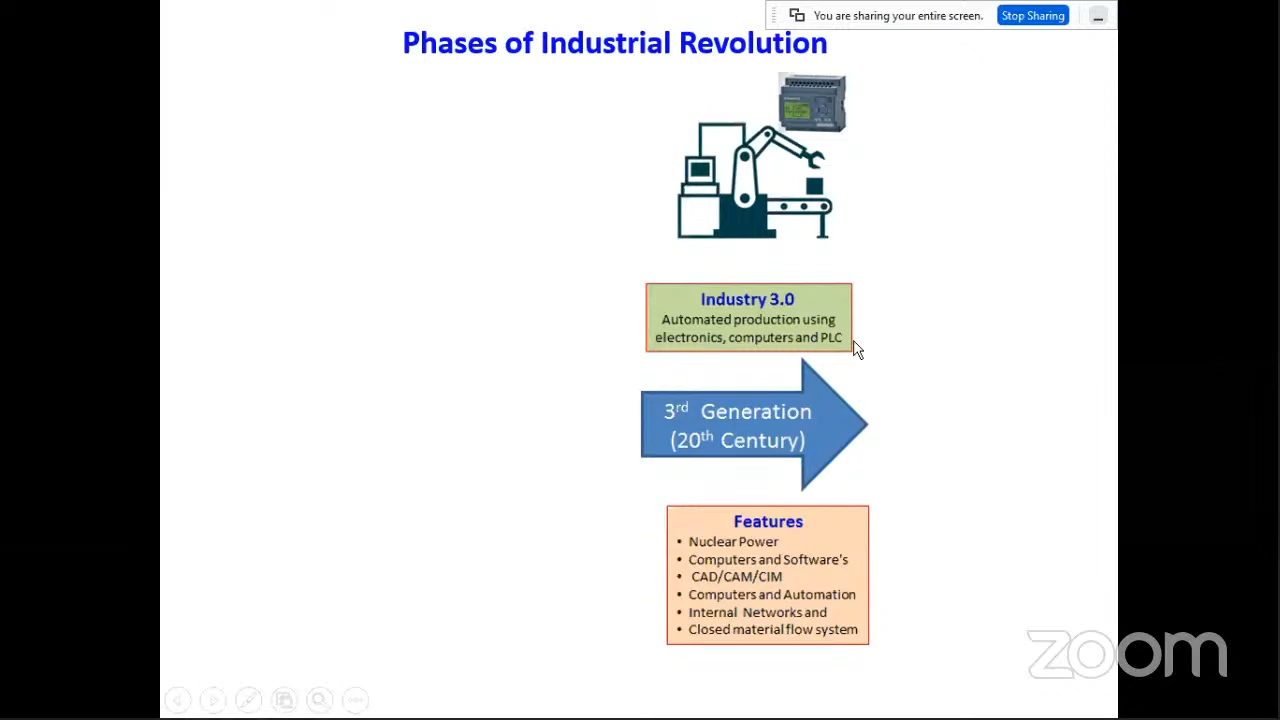 You are sharing your entire screen.
Stop Sharing
Phases of Industrial Revolution
Industry 3.0
Automated production using
electronics, computers and PLC
3rd Generation
(20th Century)
Features
• Nuclear Power
• Computers and Software's
• CAD/CAM/CIM
• Computers and Automation
• Internal Networks and
• Closed material flow system
zoom